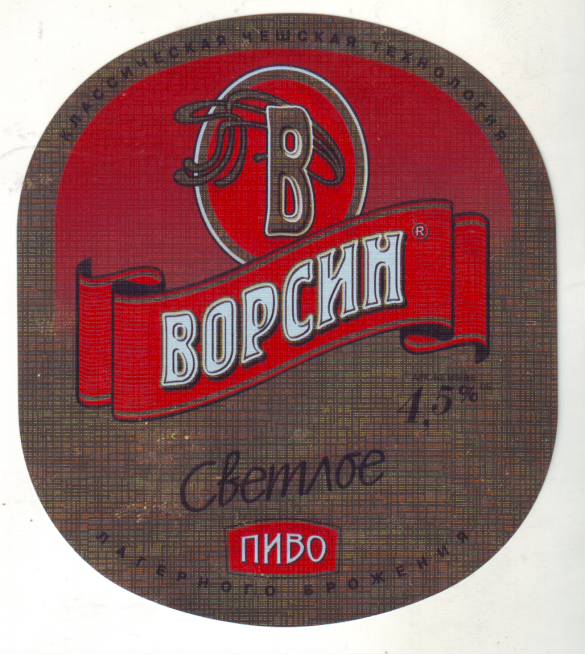 КЛАССИЧЕСКАЯ ЧЕШСКАЯ ТЕХНОЛОГИЯ
В
ВОРСИН ®
4,5%
Светлое
ПИВО
ЛАГЕРНОГО БРОЖЕНИЯ